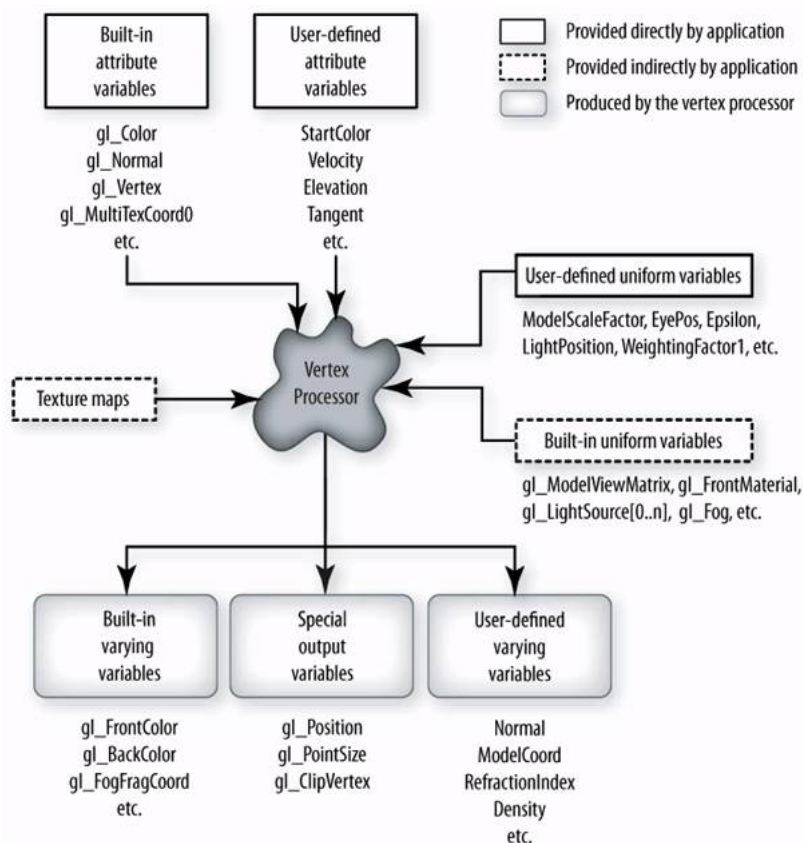 Built-in
attribute
variables
User-defined
attribute
variables
Provided directly by application
Provided indirectly by application
Produced by the vertex processor
gl_Color
gl_Normal
gl_Vertex
gl_MultiTexCoord0
etc.
StartColor
Velocity
Elevation
Tangent
etc.
User-defined uniform variables
ModelScaleFactor, EyePos, Epsilon,
LightPosition, WeightingFactor1, etc.
Vertex
Processor
Texture maps
Built-in uniform variables
gl_ModelViewMatrix, gl_FrontMaterial,
gl_LightSource[0..n], gl_Fog, etc.
Built-in
varying
variables
Special
output
variables
User-defined
varying
variables
gl_FrontColor
gl_BackColor
gl_FogFragCoord
etc.
gl_Position
gl_PointSize
gl_ClipVertex
Normal
ModelCoord
RefractionIndex
Density
etc.